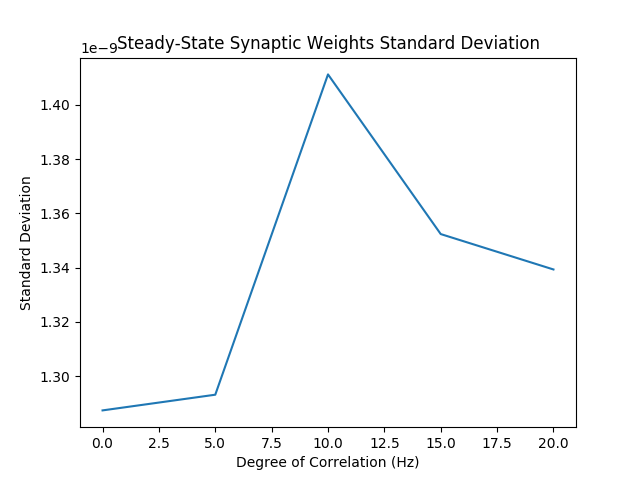 1e−9
Steady-State Synaptic Weights Standard Deviation
1.40
1.38
1.36
1.34
1.32
1.30
Standard Deviation
0.0 2.5 5.0 7.5 10.0 12.5 15.0 17.5 20.0
Degree of Correlation (Hz)